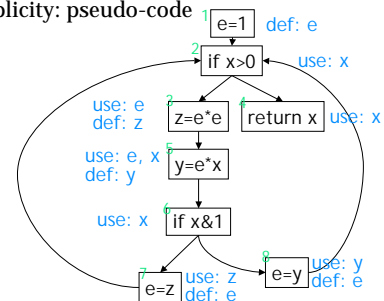 plicity: pseudo-code
1 e=1 def: e
2 if x>0 use: x
use: e
def: z
3 z=e*e
4 return x use: x
use: e, x
def: y
5 y=e*x
use: x
6 if x&1
7 e=z
use: z
def: e
8 e=y
use: y
def: e